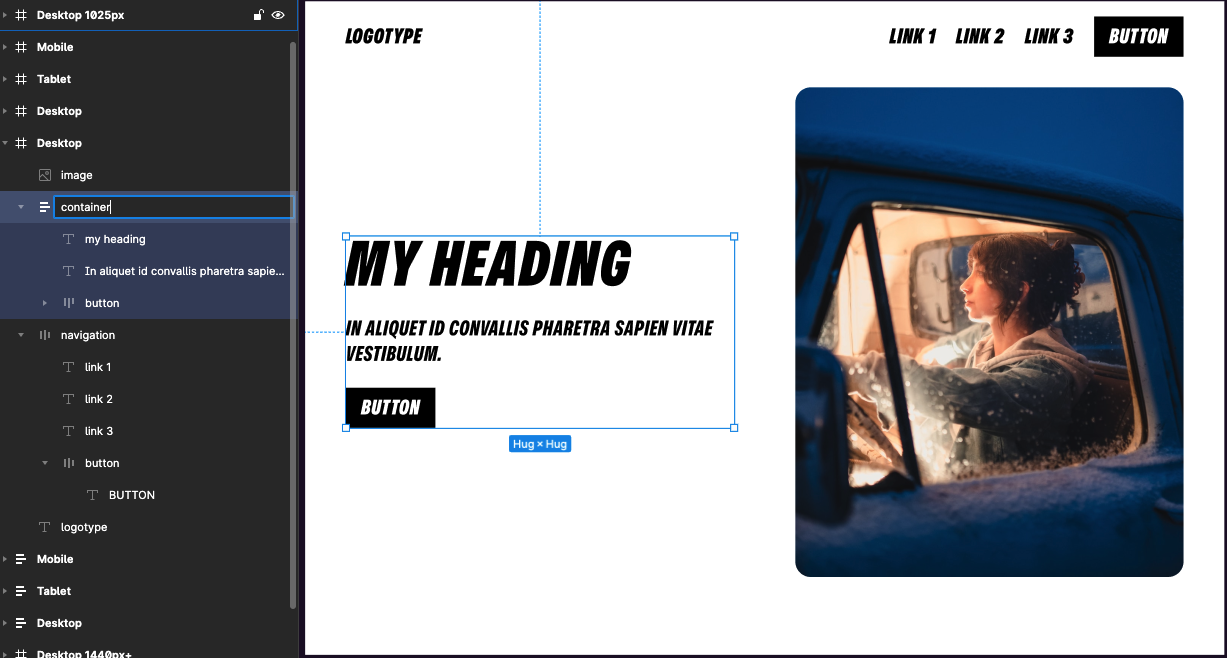 Desktop 1025px
Mobile
Tablet
Desktop
Desktop
image
container
my heading
In aliquet id convallis pharetra sapie...
button
navigation
link 1
link 2
link 3
button
BUTTON
logotype
Mobile
Tablet
Desktop
Desktop 1440px+
LOGOTYPE
LINK 1
LINK 2
LINK 3
BUTTON
MY HEADING
IN ALIQUET ID CONVALLIS PHARETRA SAPIEN VITAE
VESTIBULUM.
BUTTON
Hug × Hug